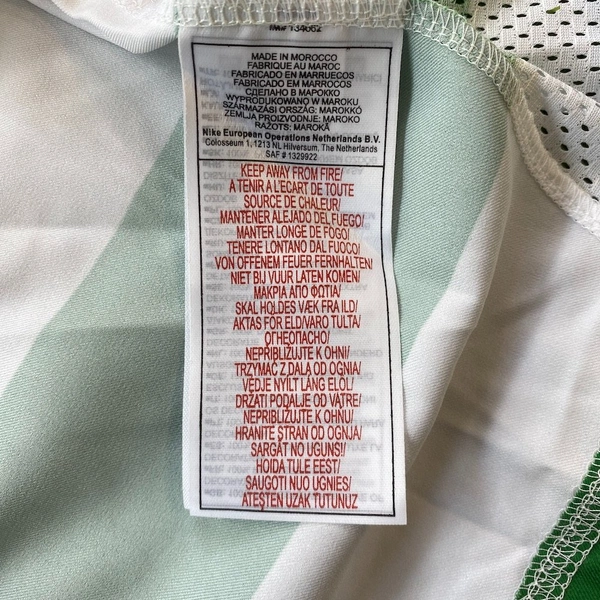 IM# 134662
MADE IN MOROCCO
FABRIQUE AU MAROC
FABRICADO EN MARRUECOS
FABRICADO EM MARROCOS
СДЕЛАНО В МАРОККО
WYPRODUKOWANO W MAROKU
SZÁRMAZÁSI ORSZÁG: MAROKKÓ
ZEMLJA PROIZVODNJE: MAROKO
RAŽOTS: MAROKĀ
Nike European Operations Netherlands B.V.
Colosseum 1, 1213 NL Hilversum, The Netherlands
SAF # 1329922
KEEP AWAY FROM FIRE/
A TENIR A L'ECART DE TOUTE
SOURCE DE CHALEUR/
MANTENER ALEJADO DEL FUEGO/
MANTER LONGE DE FOGO/
TENERE LONTANO DAL FUOCO/
VON OFFENEM FEUER FERNHALTEN/
NIET BIJ VUUR LATEN KOMEN/
ΜΑΚΡΙΑ ΑΠΟ ΦΩΤΙΑ/
SKAL HOLDES VÆK FRA ILD/
AKTAS FÖR ELD/VARO TULTA/
ОГНЕОПАСНО/
NEPŘIBLIŽUJTE K OHNI/
TRZYMAĆ Z DALA OD OGNIA/
VÉDJE NYÍLT LÁNG ELŐL/
DRŽATI PODALJE OD VATRE/
NEPRIBLIŽUJTE K OHŇU/
HRANITE STRAN OD OGNJA/
SARGĀT NO UGUNS!/
HOIDA TULE EEST/
SAUGOTI NUO UGNIES/
ATEŞTEN UZAK TUTUNUZ